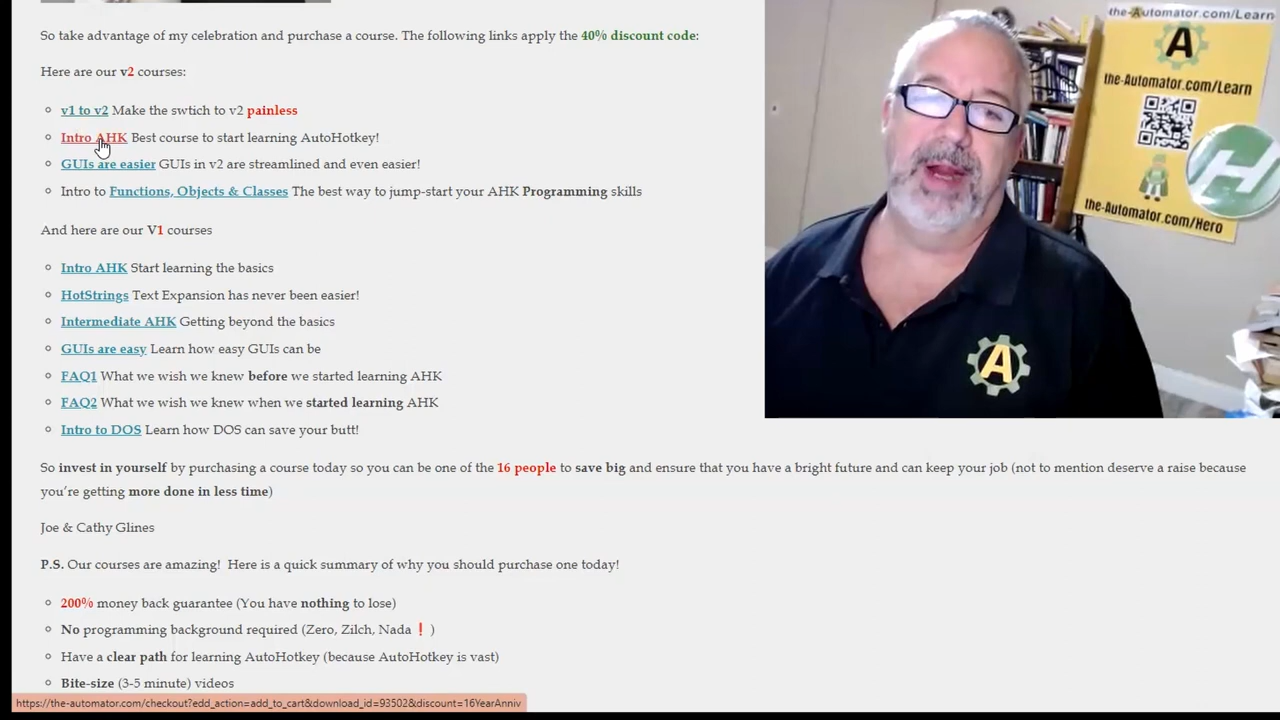 So take advantage of my celebration and purchase a course. The following links apply the 40% discount code:
Here are our v2 courses:
v1 to v2 Make the swtich to v2 painless
Intro AHK Best course to start learning AutoHotkey!
GUIs are easier GUIs in v2 are streamlined and even easier!
Intro to Functions, Objects & Classes The best way to jump-start your AHK Programming skills
And here are our V1 courses
Intro AHK Start learning the basics
HotStrings Text Expansion has never been easier!
Intermediate AHK Getting beyond the basics
GUIs are easy Learn how easy GUIs can be
FAQ1 What we wish we knew before we started learning AHK
FAQ2 What we wish we knew when we started learning AHK
Intro to DOS Learn how DOS can save your butt!
So invest in yourself by purchasing a course today so you can be one of the 16 people to save big and ensure that you have a bright future and can keep your job (not to mention deserve a raise because
you're getting more done in less time)
Joe & Cathy Glines
P.S. Our courses are amazing!  Here is a quick summary of why you should purchase one today!
200% money back guarantee (You have nothing to lose)
No programming background required (Zero, Zilch, Nada ❗ )
Have a clear path for learning AutoHotkey (because AutoHotkey is vast)
Bite-size (3-5 minute) videos
https://the-automator.com/checkout?edd_action=add_to_cart&download_id=93502&discount=16YearAnniv
the-Automator.com/Learn
A
the-Automator.com/Learn
H
the-Automator.com/Hero
A